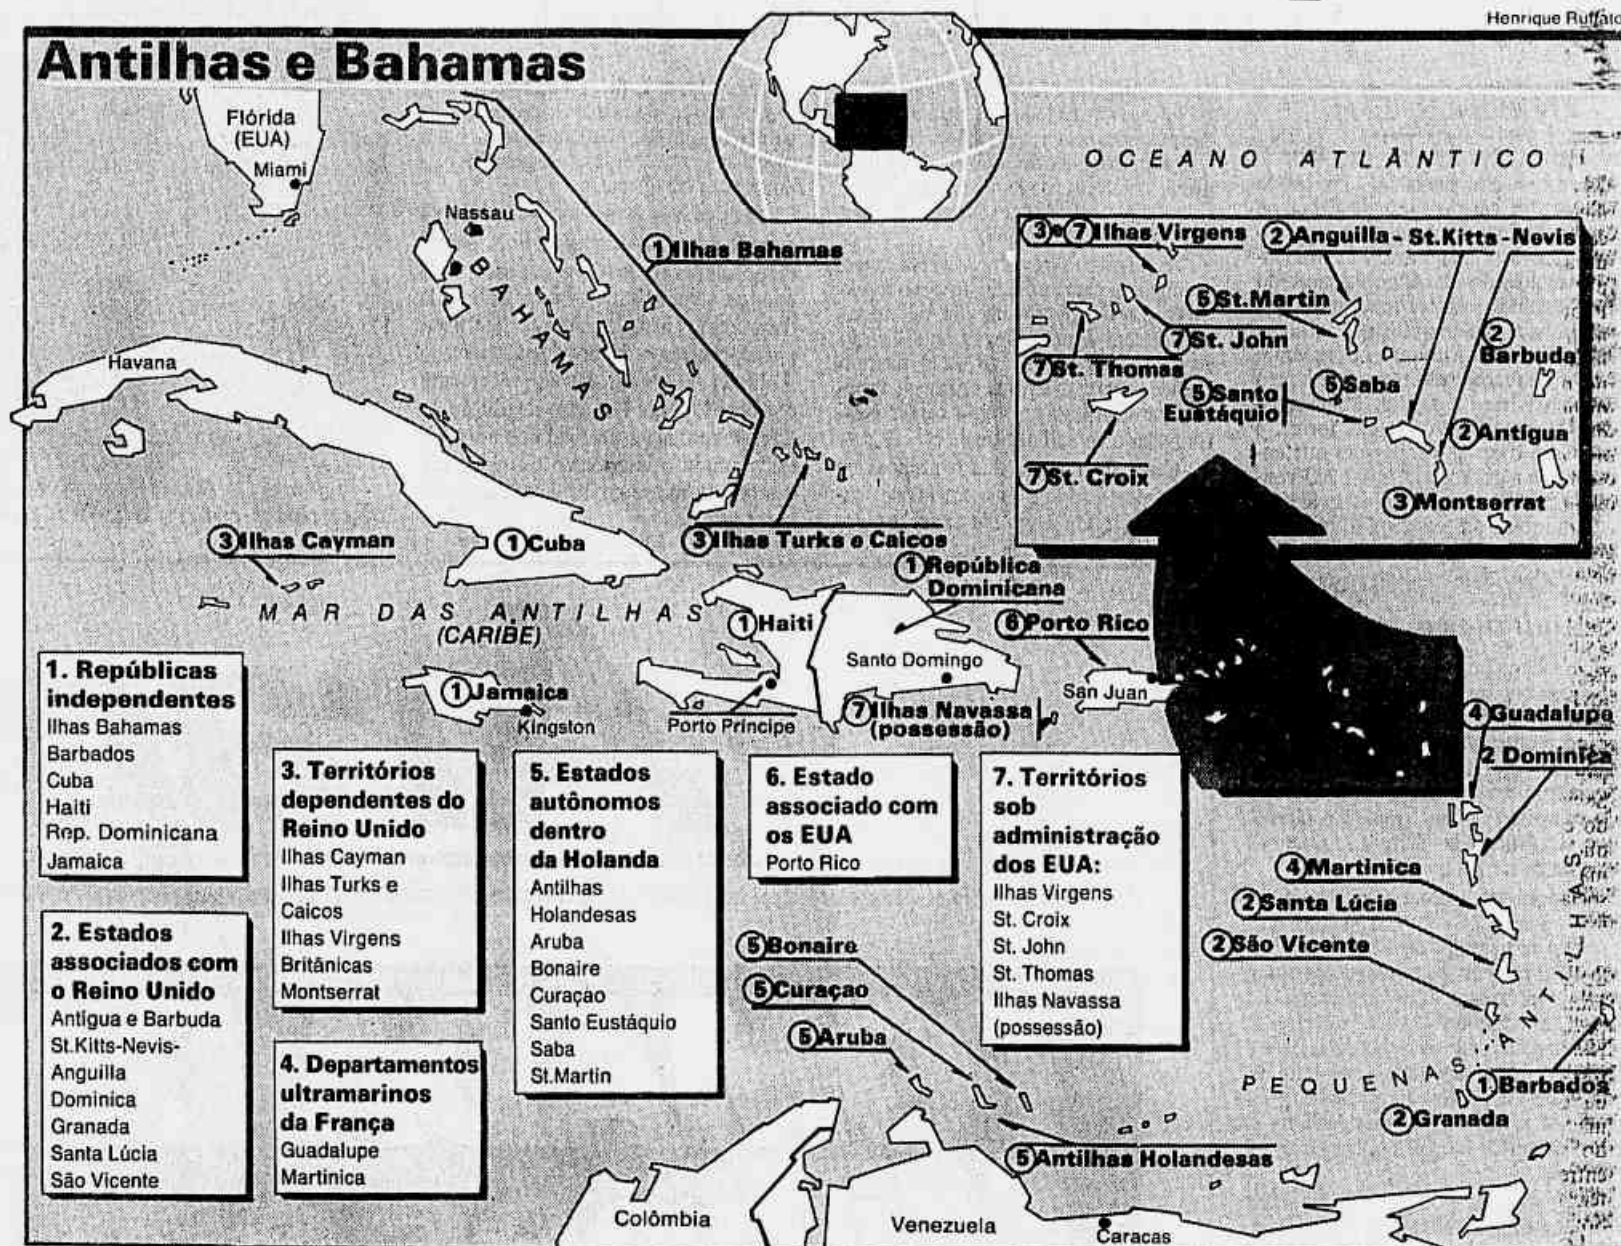 Henrique Ruffato
Antilhas e Bahamas
Flórida
(EUA)
Miami
Nassau
BAHAMAS
1 Ilhas Bahamas
OCEANO ATLÂNTICO
3 e 7 Ilhas Virgens
2 Anguilla - St.Kitts - Nevis
5 St.Martin
7 St. John
2
Barbuda
7 St. Thomas
5 Santo
Eustáquio
5 Saba
2 Antígua
7 St. Croix
3 Montserrat
Havana
3 Ilhas Cayman
1 Cuba
3 Ilhas Turks e Caicos
1 República
Dominicana
MAR DAS ANTILHAS
(CARIBE)
1 Haiti
6 Porto Rico
Santo Domingo
San Juan
1 Jamaica
Kingston
Porto Príncipe
7 Ilhas Navassa
(possessão)
4 Guadalupe
2 Dominica
1. Repúblicas
independentes
Ilhas Bahamas
Barbados
Cuba
Haiti
Rep. Dominicana
Jamaica
2. Estados
associados com
o Reino Unido
Antigua e Barbuda
St.Kitts-Nevis-
Anguilla
Dominica
Granada
Santa Lúcia
São Vicente
3. Territórios
dependentes do
Reino Unido
Ilhas Cayman
Ilhas Turks e
Caicos
Ilhas Virgens
Britânicas
Montserrat
4. Departamentos
ultramarinos
da França
Guadalupe
Martinica
5. Estados
autônomos
dentro
da Holanda
Antilhas
Holandesas
Aruba
Bonaire
Curaçao
Santo Eustáquio
Saba
St.Martin
6. Estado
associado com
os EUA
Porto Rico
7. Territórios
sob
administração
dos EUA:
Ilhas Virgens
St. Croix
St. John
St. Thomas
Ilhas Navassa
(possessão)
4 Martinica
2 Santa Lúcia
2 São Vicente
5 Bonaire
5 Curaçao
5 Aruba
PEQUENAS ANTILHAS
1 Barbados
2 Granada
5 Antilhas Holandesas
Colômbia
Venezuela
Caracas